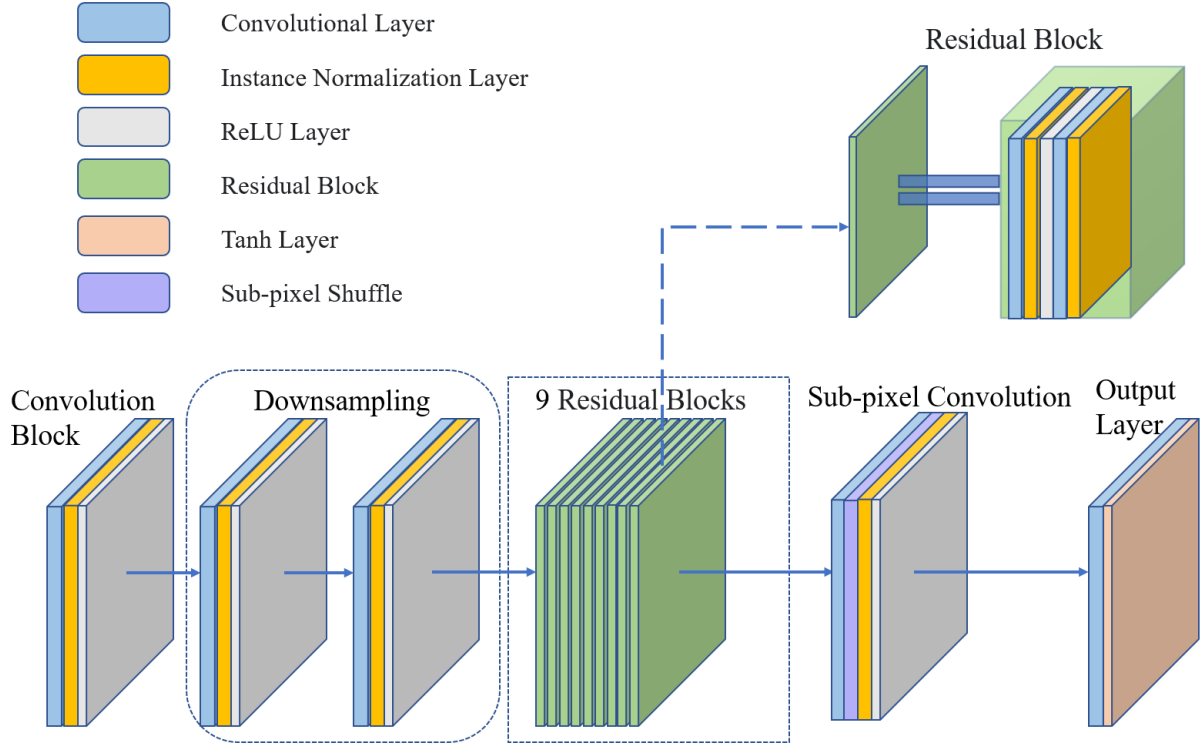 Convolutional Layer
Instance Normalization Layer
ReLU Layer
Residual Block
Tanh Layer
Sub-pixel Shuffle
Residual Block
Convolution
Block
Downsampling
9 Residual Blocks
Sub-pixel Convolution
Output
Layer